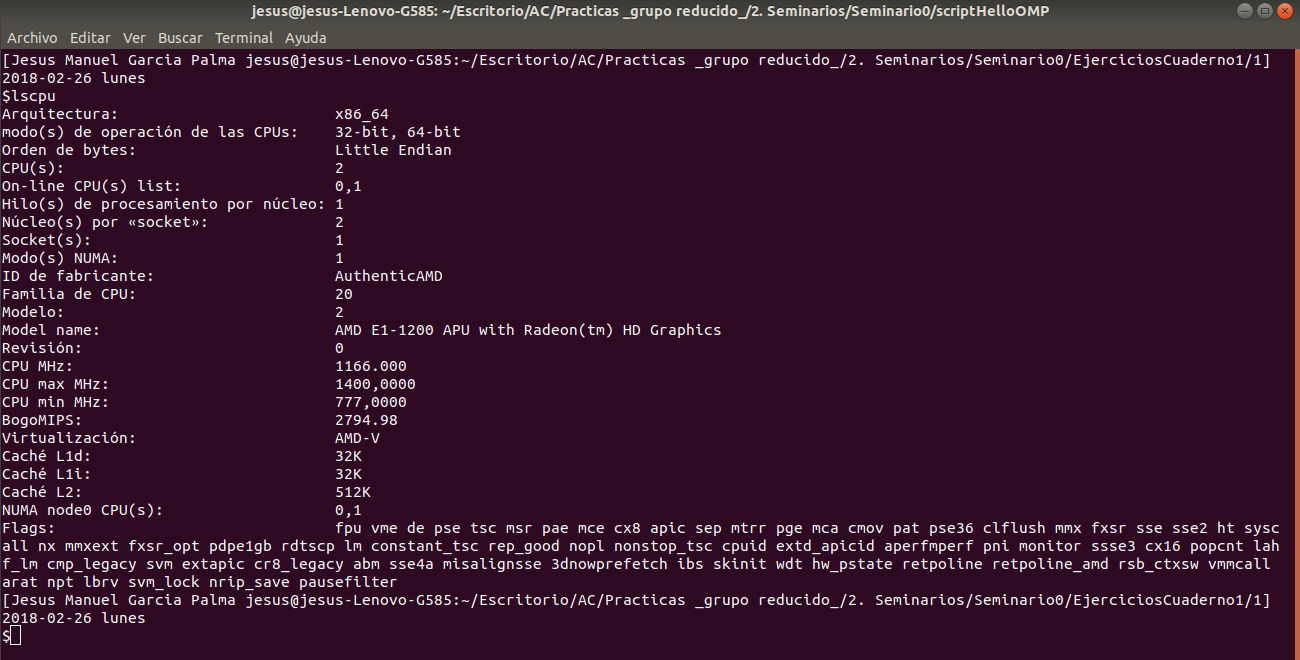 jesus@jesus-Lenovo-G585: ~/Escritorio/AC/Practicas _grupo reducido_/2. Seminarios/Seminario0/scriptHelloOMP
Archivo Editar Ver Buscar Terminal Ayuda
[Jesus Manuel Garcia Palma jesus@jesus-Lenovo-G585:~/Escritorio/AC/Practicas _grupo reducido_/2. Seminarios/Seminario0/EjerciciosCuaderno1/1]
2018-02-26 lunes
$lscpu
Arquitectura: x86_64
modo(s) de operación de las CPUs: 32-bit, 64-bit
Orden de bytes: Little Endian
CPU(s): 2
On-line CPU(s) list: 0,1
Hilo(s) de procesamiento por núcleo: 1
Núcleo(s) por «socket»: 2
Socket(s): 1
Modo(s) NUMA: 1
ID de fabricante: AuthenticAMD
Familia de CPU: 20
Modelo: 2
Model name: AMD E1-1200 APU with Radeon(tm) HD Graphics
Revisión: 0
CPU MHz: 1166.000
CPU max MHz: 1400,0000
CPU min MHz: 777,0000
BogoMIPS: 2794.98
Virtualización: AMD-V
Caché L1d: 32K
Caché L1i: 32K
Caché L2: 512K
NUMA node0 CPU(s): 0,1
Flags: fpu vme de pse tsc msr pae mce cx8 apic sep mtrr pge mca cmov pat pse36 clflush mmx fxsr sse sse2 ht sysc
all nx mmxext fxsr_opt pdpe1gb rdtscp lm constant_tsc rep_good nopl nonstop_tsc cpuid extd_apicid aperfmperf pni monitor ssse3 cx16 popcnt lah
f_lm cmp_legacy svm extapic cr8_legacy abm sse4a misalignsse 3dnowprefetch ibs skinit wdt hw_pstate retpoline retpoline_amd rsb_ctxsw vmmcall
arat npt lbrv svm_lock nrip_save pausefilter
[Jesus Manuel Garcia Palma jesus@jesus-Lenovo-G585:~/Escritorio/AC/Practicas _grupo reducido_/2. Seminarios/Seminario0/EjerciciosCuaderno1/1]
2018-02-26 lunes
$